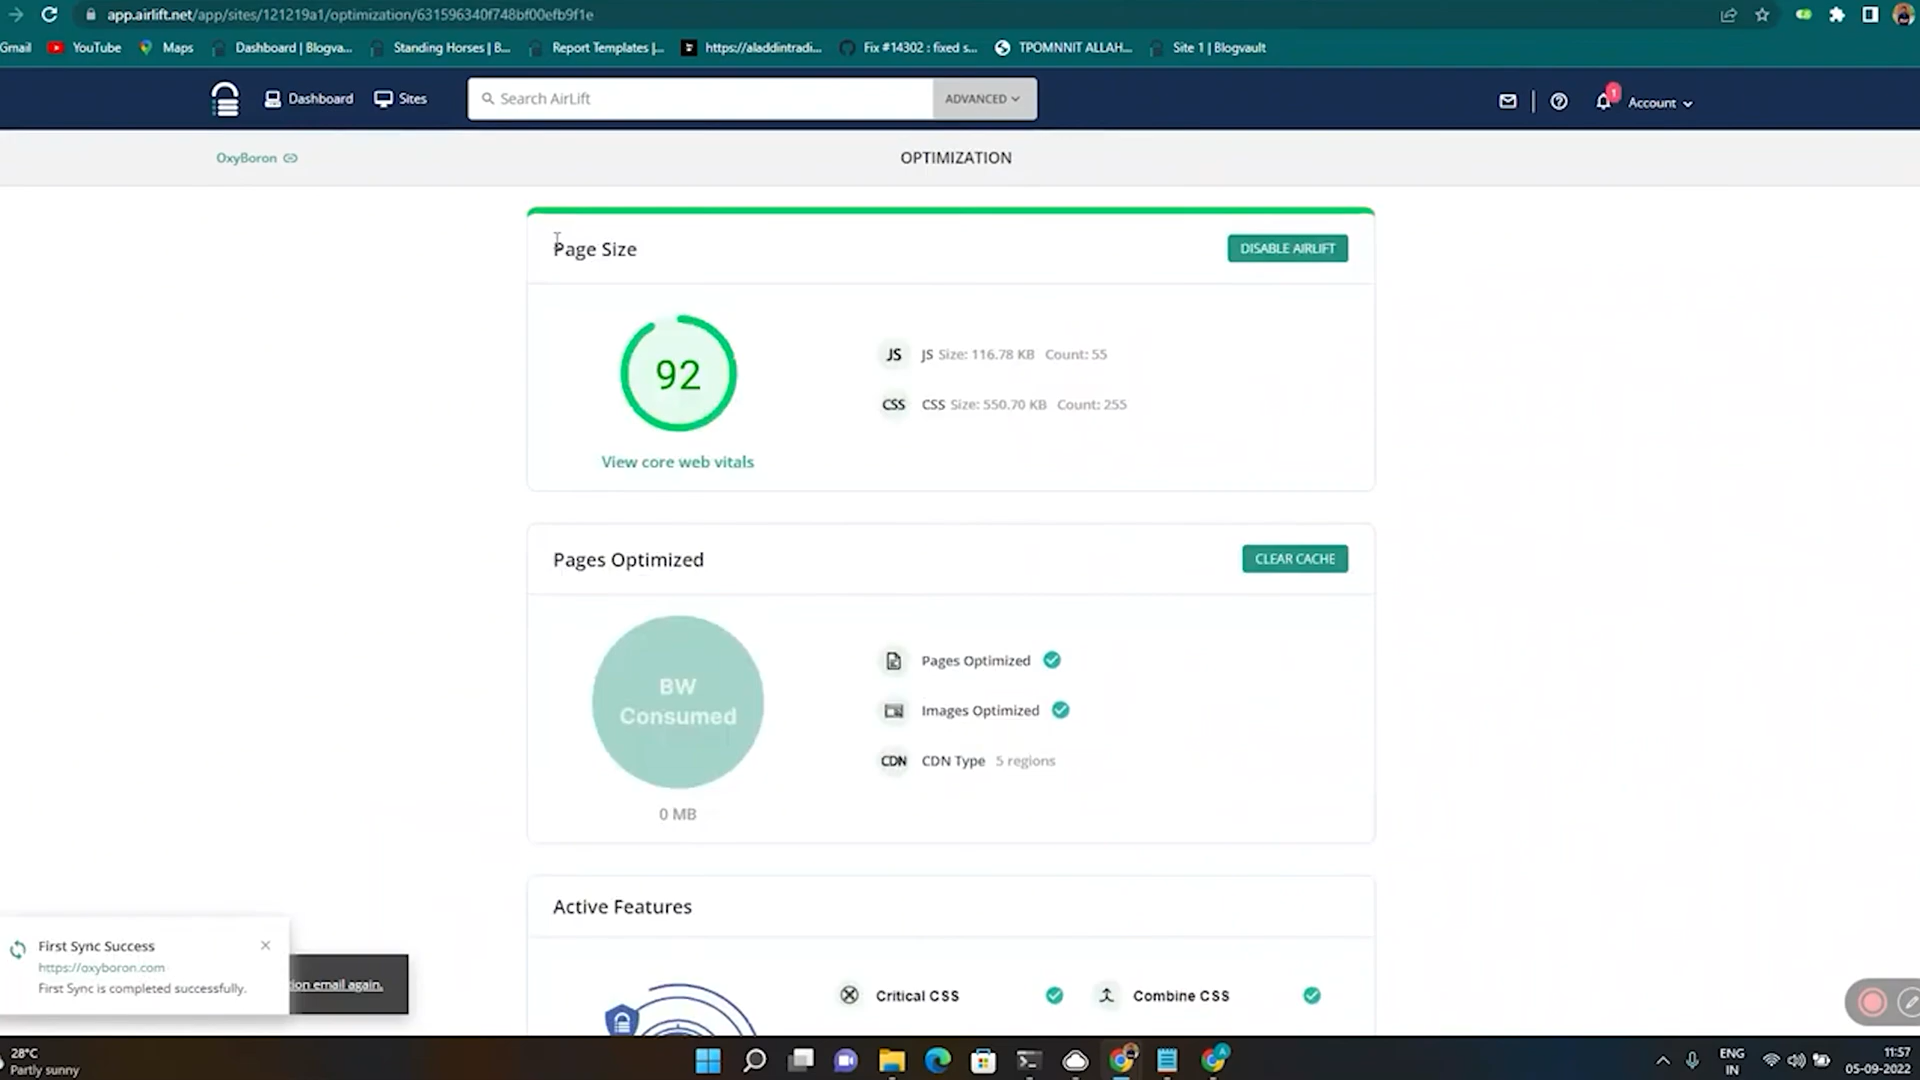 app.airlift.net/app/sites/121219a1/optimization/631596340f748bf00efb9f1e
Gmail YouTube Maps Dashboard | Blogva... Standing Horses | B... Report Templates |... https://aladdintradi... Fix #14302 : fixed s... TPOMNNIT ALLAH... Site 1 | Blogvault
Dashboard Sites Search AirLift ADVANCED 1 Account
OxyBoron OPTIMIZATION
Page Size DISABLE AIRLIFT
92
JS JS Size: 116.78 KB Count: 55
CSS CSS Size: 550.70 KB Count: 255
View core web vitals
Pages Optimized CLEAR CACHE
BW
Consumed
0 MB
Pages Optimized
Images Optimized
CDN CDN Type 5 regions
Active Features
Critical CSS Combine CSS
First Sync Success
https://oxyboron.com
First Sync is completed successfully.
tion email again.
28°C
Partly sunny
ENG
IN
11:57
05-09-2022